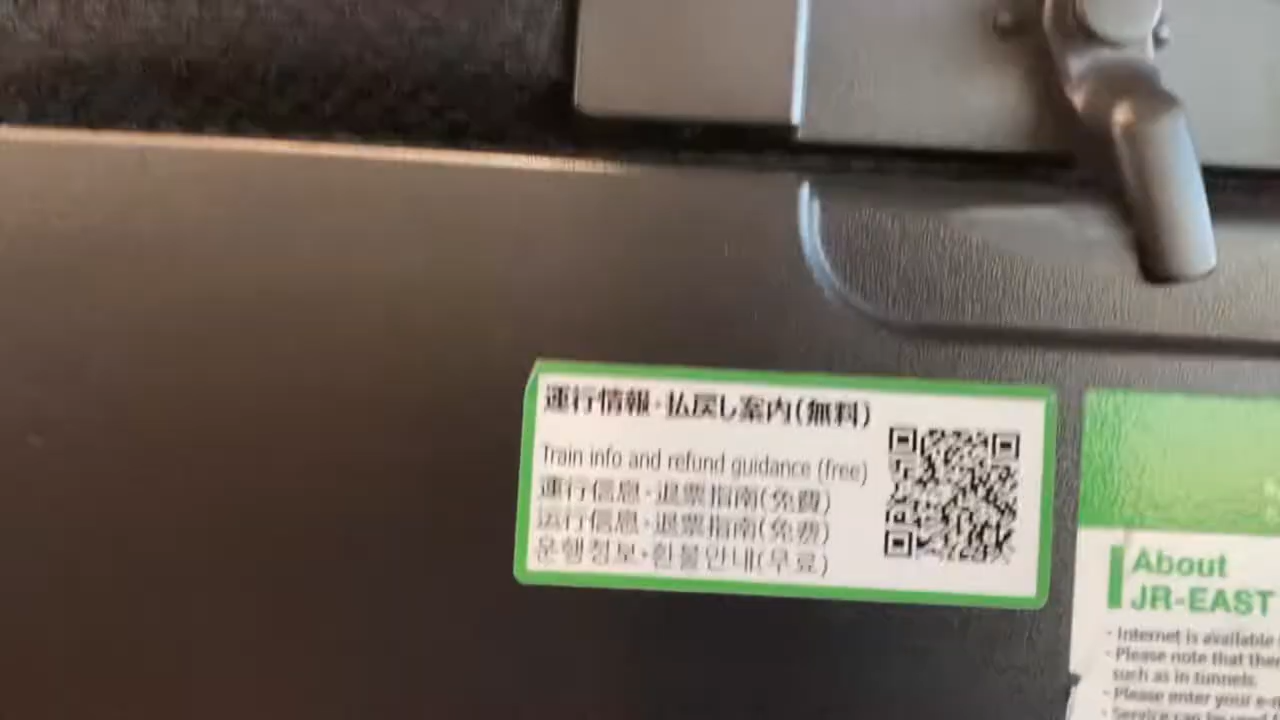 運行情報・払戻し案内(無料)
Train info and refund guidance (free)
運行信息・退票指南(免費)
运行信息・退票指南(免费)
운행정보・환불안내(무료)
About
JR-EAST
- Internet is available
- Please note that
such as in tunnels.
- Please enter your
- Service can